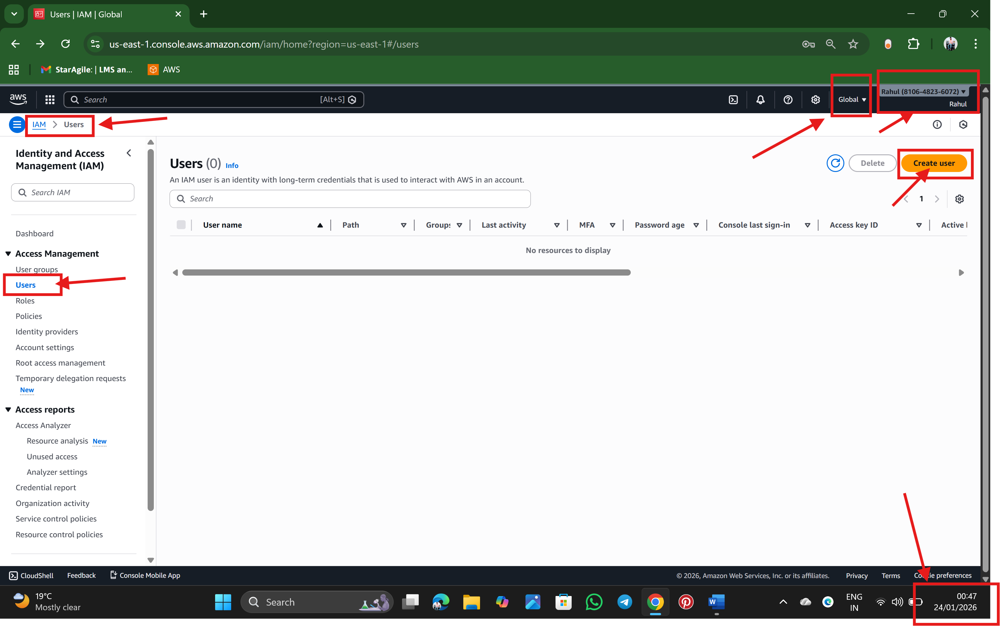 Users | IAM | Global
us-east-1.console.aws.amazon.com/iam/home?region=us-east-1#/users
StarAgile: | LMS an...
AWS
aws
Search
[Alt+S]
Global
Rahul (8106-4823-6072)
Rahul
IAM > Users
Identity and Access
Management (IAM)
Search IAM
Dashboard
Access Management
User groups
Users
Roles
Policies
Identity providers
Account settings
Root access management
Temporary delegation requests
New
Access reports
Access Analyzer
Resource analysis New
Unused access
Analyzer settings
Credential report
Organization activity
Service control policies
Resource control policies
Users (0) Info
Delete
Create user
An IAM user is an identity with long-term credentials that is used to interact with AWS in an account.
Search
1
User name
Path
Groups
Last activity
MFA
Password age
Console last sign-in
Access key ID
Active
No resources to display
CloudShell
Feedback
Console Mobile App
© 2026, Amazon Web Services, Inc. or its affiliates.
Privacy
Terms
Cookie preferences
19°C
Mostly clear
Search
W
ENG
IN
00:47
24/01/2026